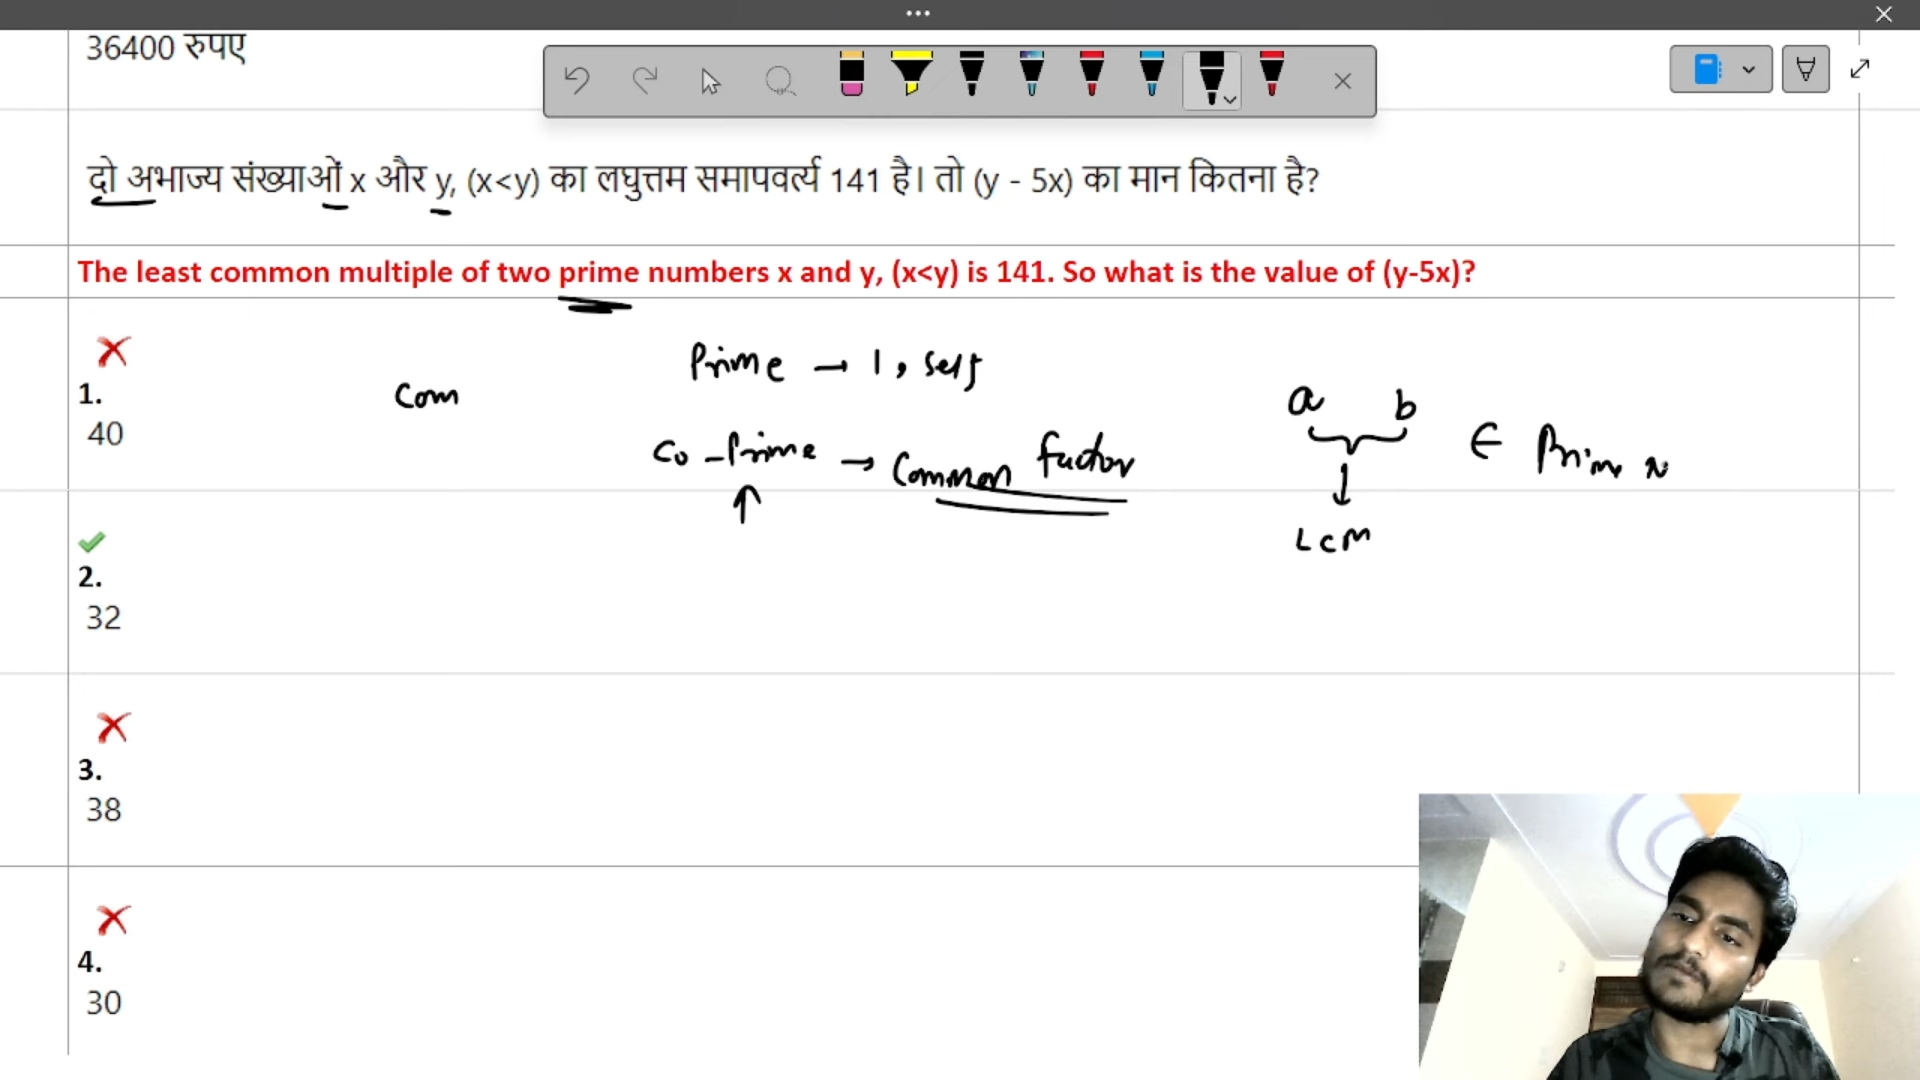 36400 रुपए
दो अभाज्य संख्याओं x और y, (x<y) का लघुत्तम समापवर्त्य 141 है। तो (y - 5x) का मान कितना है?
The least common multiple of two prime numbers x and y, (x<y) is 141. So what is the value of (y-5x)?
Prime → 1, self
1.
Com
a b ∈ Prime N
40
Co-Prime → Common factor
LCM
2.
32
3.
38
4.
30